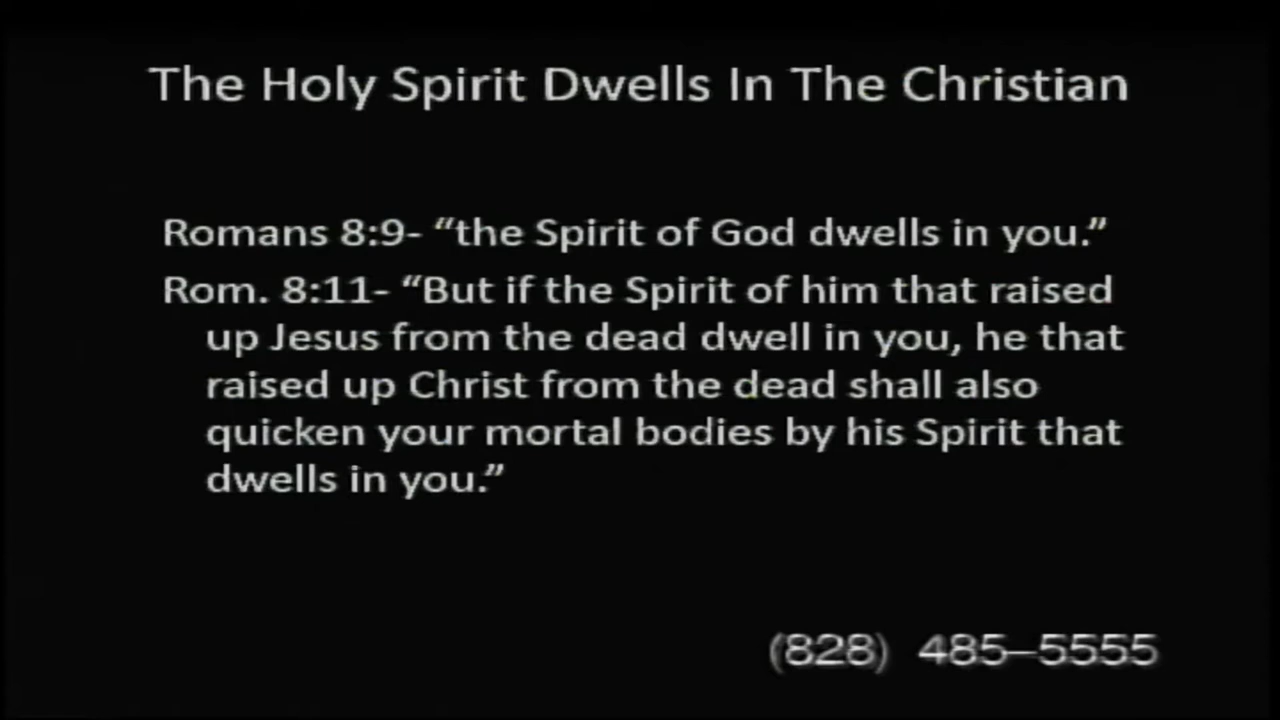 The Holy Spirit Dwells In The Christian
Romans 8:9- “the Spirit of God dwells in you.”
Rom. 8:11- “But if the Spirit of him that raised
up Jesus from the dead dwell in you, he that
raised up Christ from the dead shall also
quicken your mortal bodies by his Spirit that
dwells in you.”
(828) 485–5555